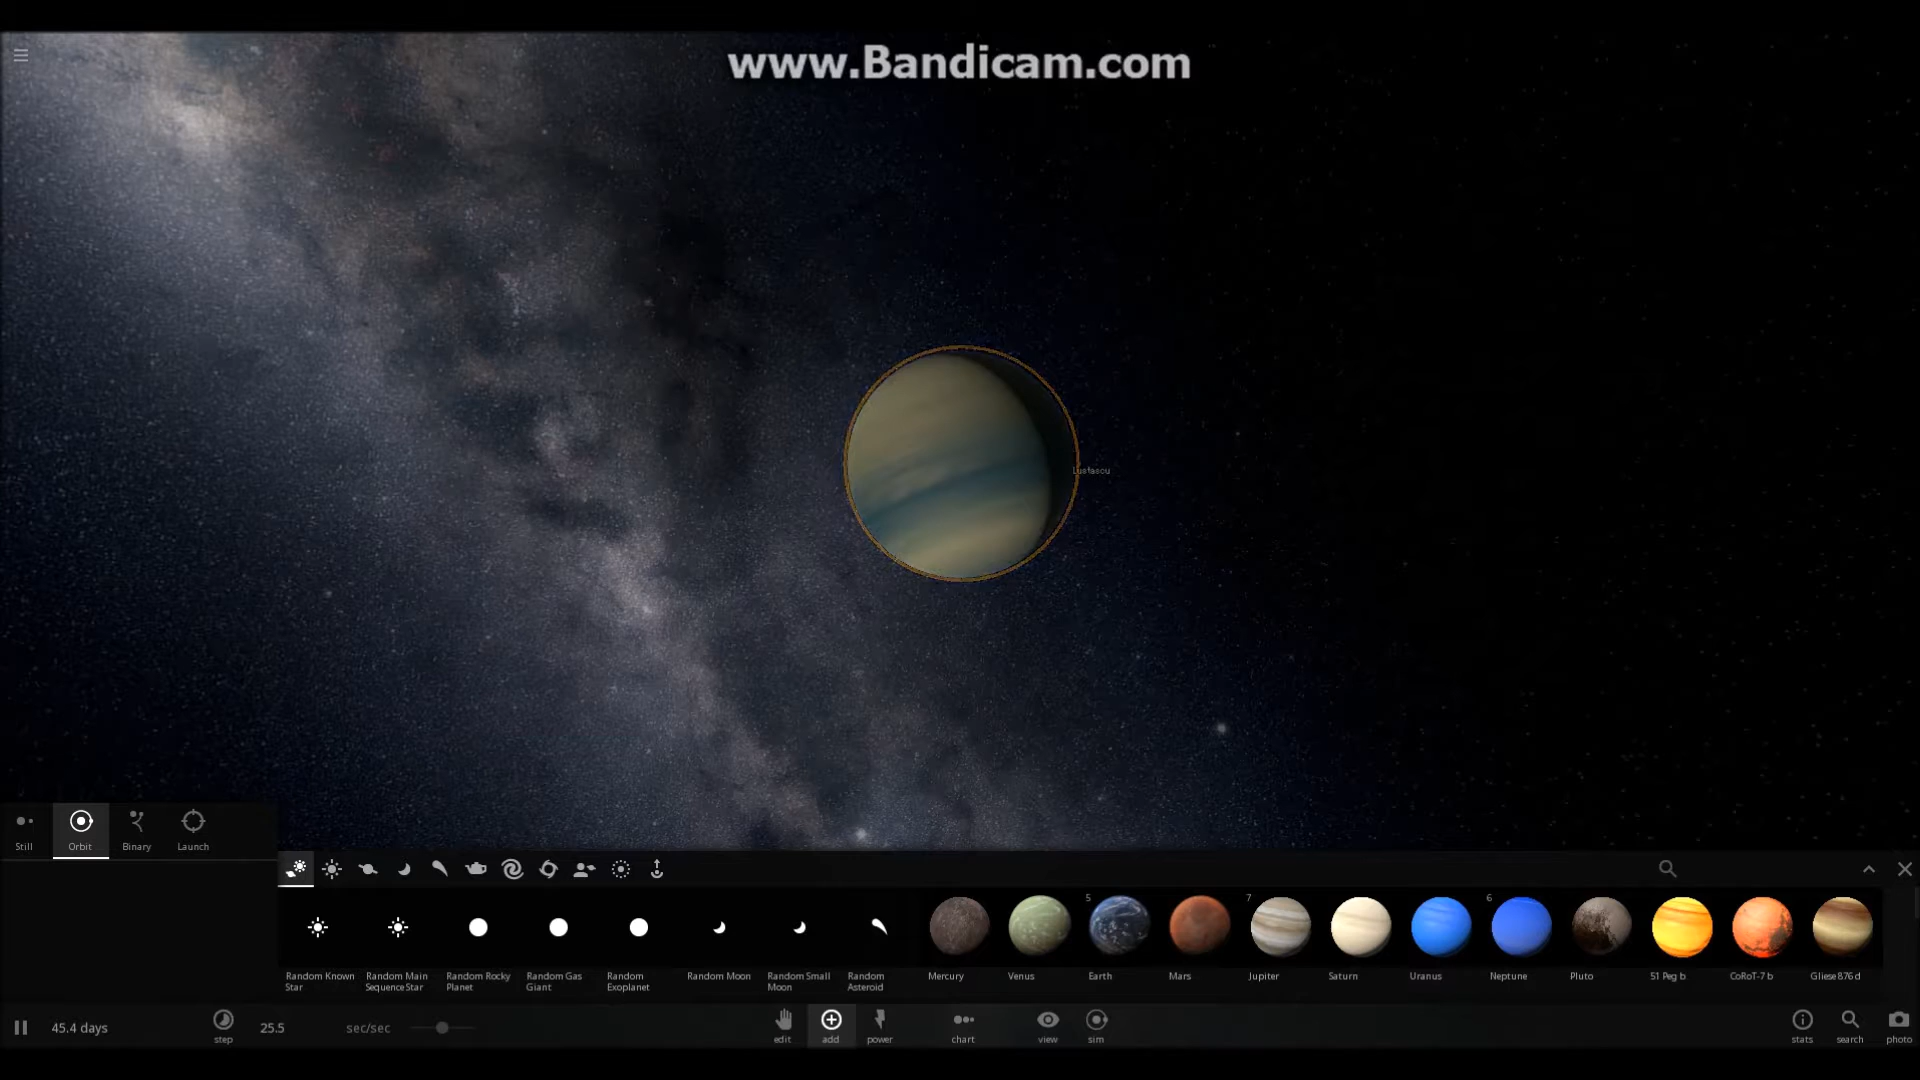 www.Bandicam.com
Still
Orbit
Binary
Launch
Random Known
Star
Random Main
Sequence Star
Random Rocky
Planet
Random Gas
Giant
Random
Exoplanet
Random Moon
Random Small
Moon
Random
Asteroid
Mercury
Venus
5
Earth
Mars
7
Jupiter
Saturn
Uranus
6
Neptune
Pluto
51 Peg b
CoRoT-7 b
Gliese 876 d
45.4 days
step
25.5
sec/sec
edit
add
power
chart
view
sim
stats
search
photo